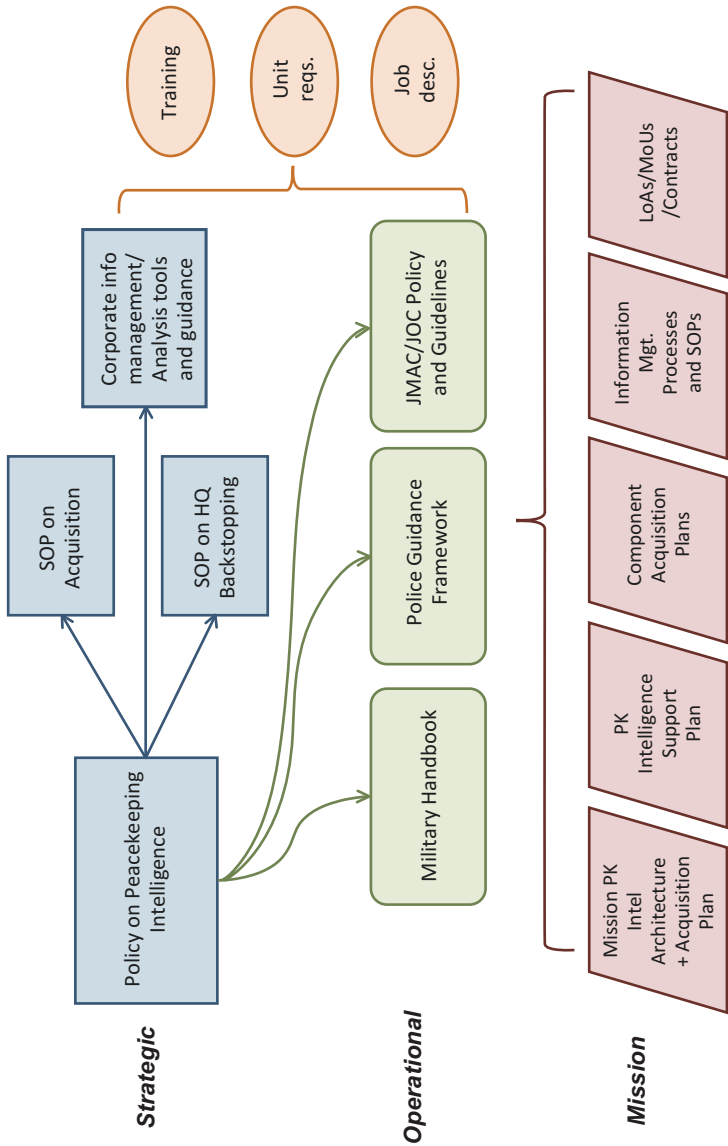 Strategic
Policy on Peacekeeping
Intelligence
SOP on
Acquisition
SOP on HQ
Backstopping
Corporate info
management/
Analysis tools
and guidance
Training
Unit
reqs.
Job
desc.
Operational
Military Handbook
Police Guidance
Framework
JMAC/JOC Policy
and Guidelines
Mission
Mission PK
Intel
Architecture
+ Acquisition
Plan
PK
Intelligence
Support
Plan
Component
Acquisition
Plans
Information
Mgt.
Processes
and SOPs
LoAs/MoUs
/Contracts